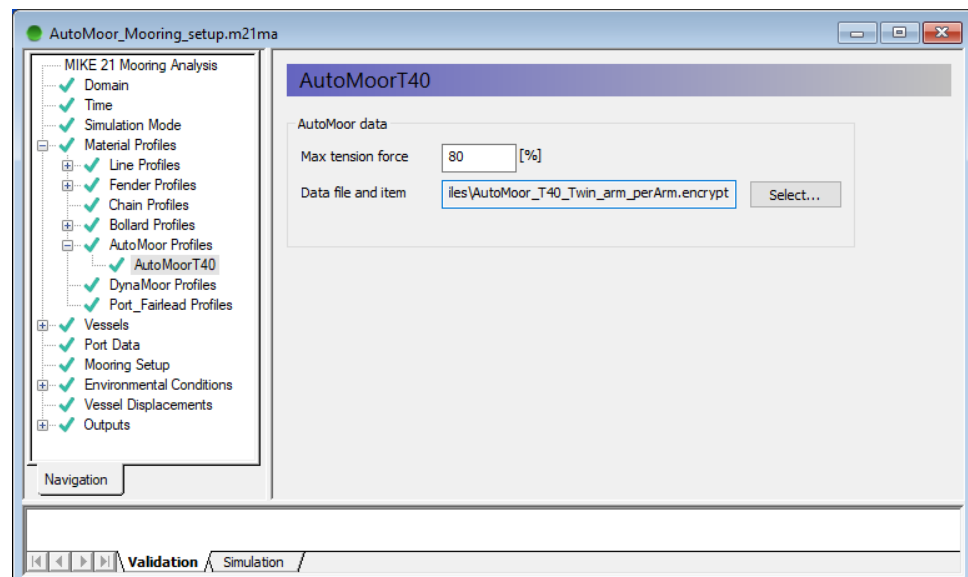 AutoMoor_Mooring_setup.m21ma
MIKE 21 Mooring Analysis
Domain
Time
Simulation Mode
Material Profiles
Line Profiles
Fender Profiles
Chain Profiles
Bollard Profiles
AutoMoor Profiles
AutoMoorT40
DynaMoor Profiles
Port_Fairlead Profiles
Vessels
Port Data
Mooring Setup
Environmental Conditions
Vessel Displacements
Outputs
Navigation
AutoMoorT40
AutoMoor data
Max tension force 80 [%]
Data file and item iles\AutoMoor_T40_Twin_arm_perArm.encrypt Select...
Validation Simulation